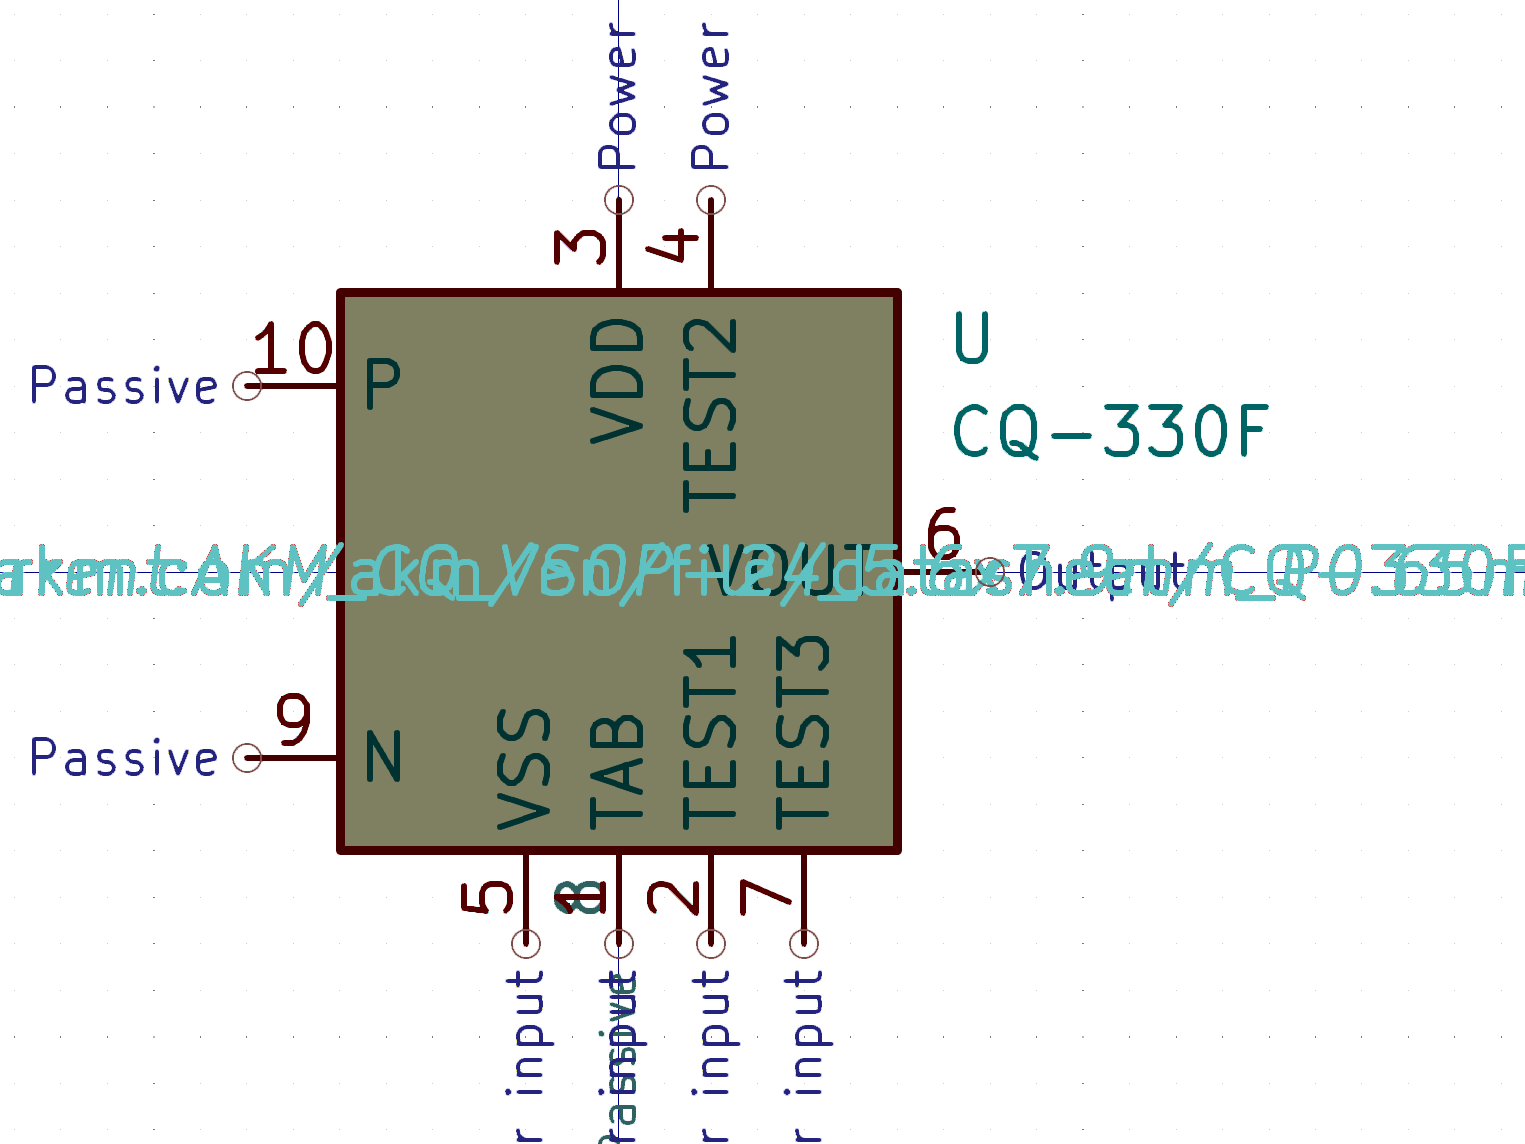 Power
Power
3
4
10
Passive
P
VDD
TEST2
U
CQ-330F
6
VOUT
Output
9
Passive
N
VSS
TAB
TEST1
TEST3
5
8
1
2
7
r input
r input
Passive
r input
r input